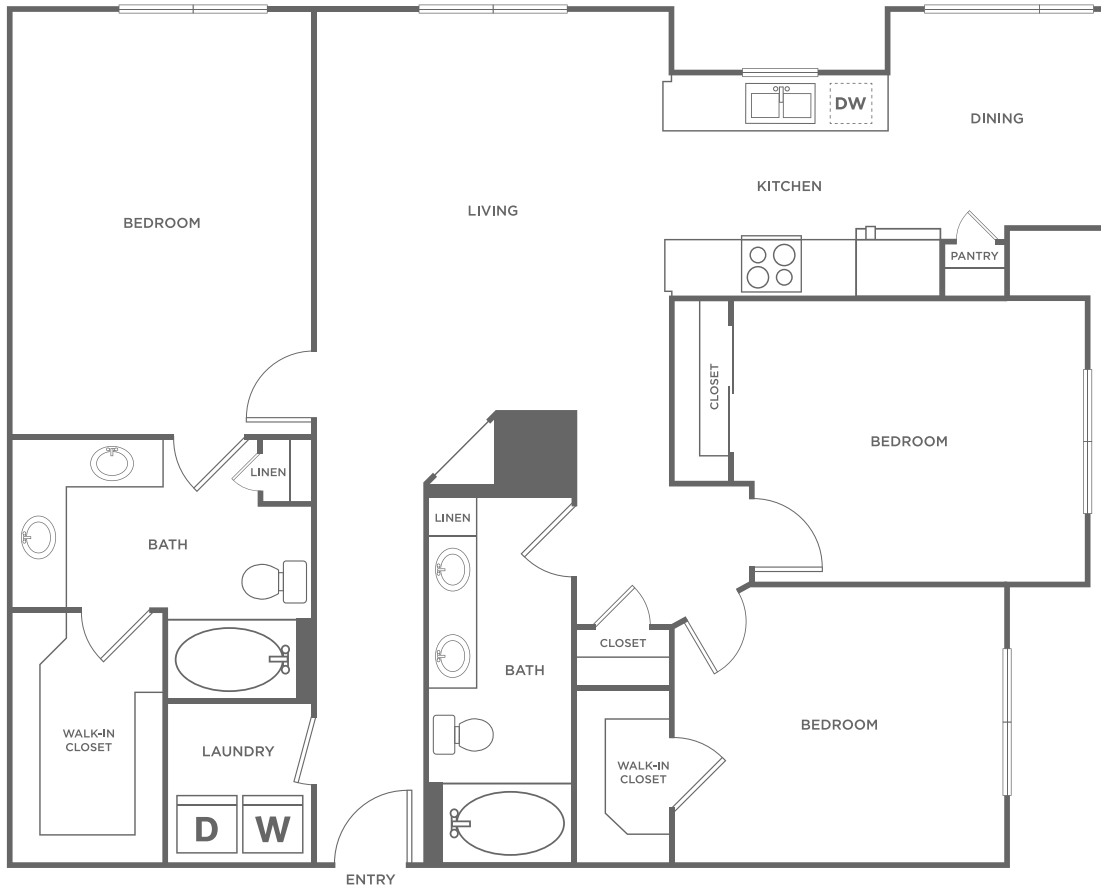 DW
DINING
KITCHEN
LIVING
BEDROOM
PANTRY
CLOSET
BEDROOM
LINEN
LINEN
BATH
CLOSET
BATH
BEDROOM
WALK-IN
CLOSET
LAUNDRY
WALK-IN
CLOSET
D
W
ENTRY